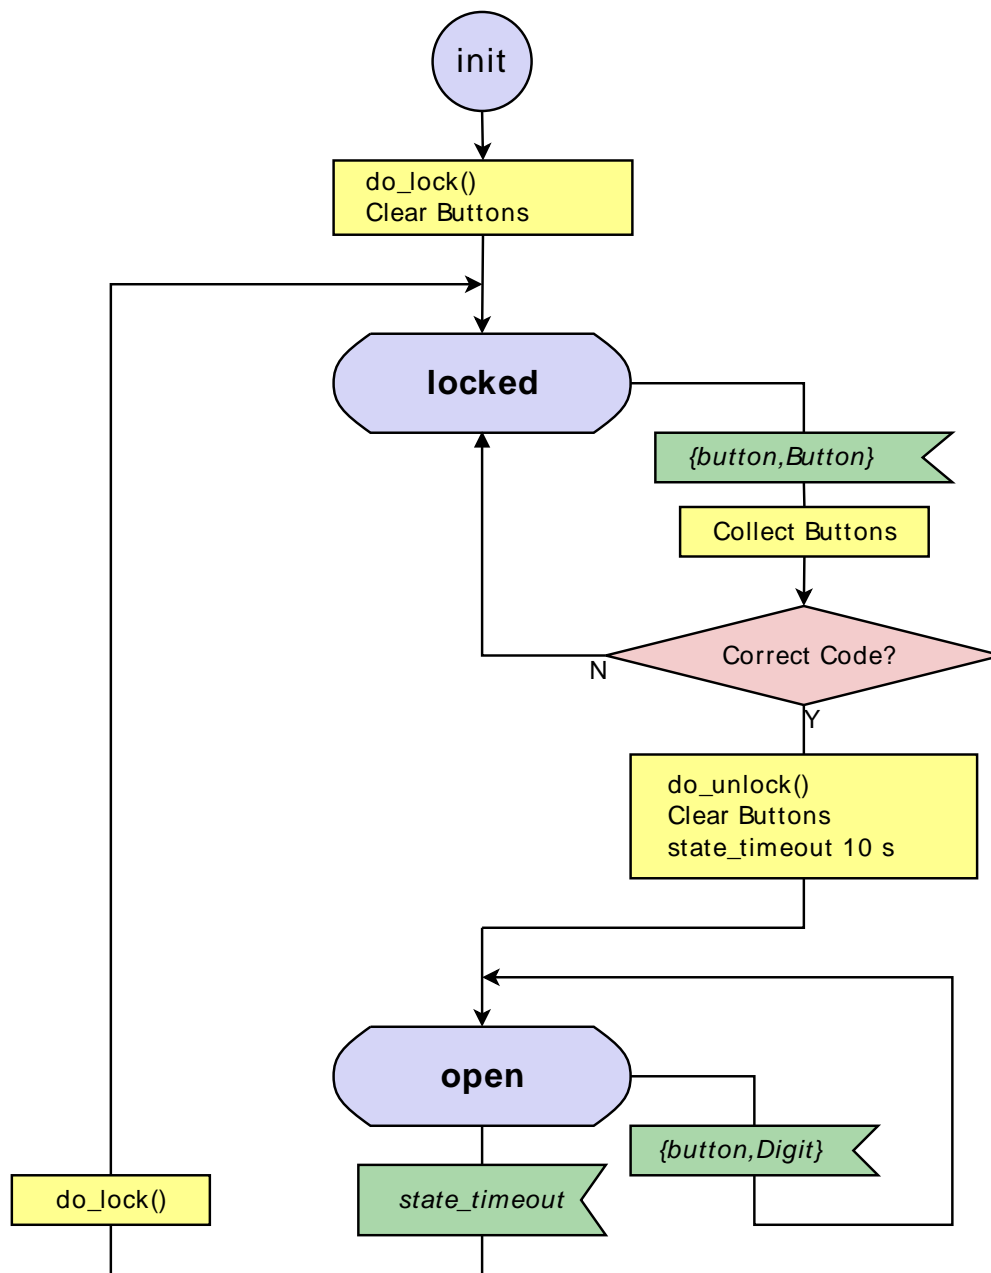 init
do_lock()
Clear Buttons
locked
{button,Button}
Collect Buttons
Correct Code?
N
Y
do_unlock()
Clear Buttons
state_timeout 10 s
open
{button,Digit}
do_lock()
state_timeout